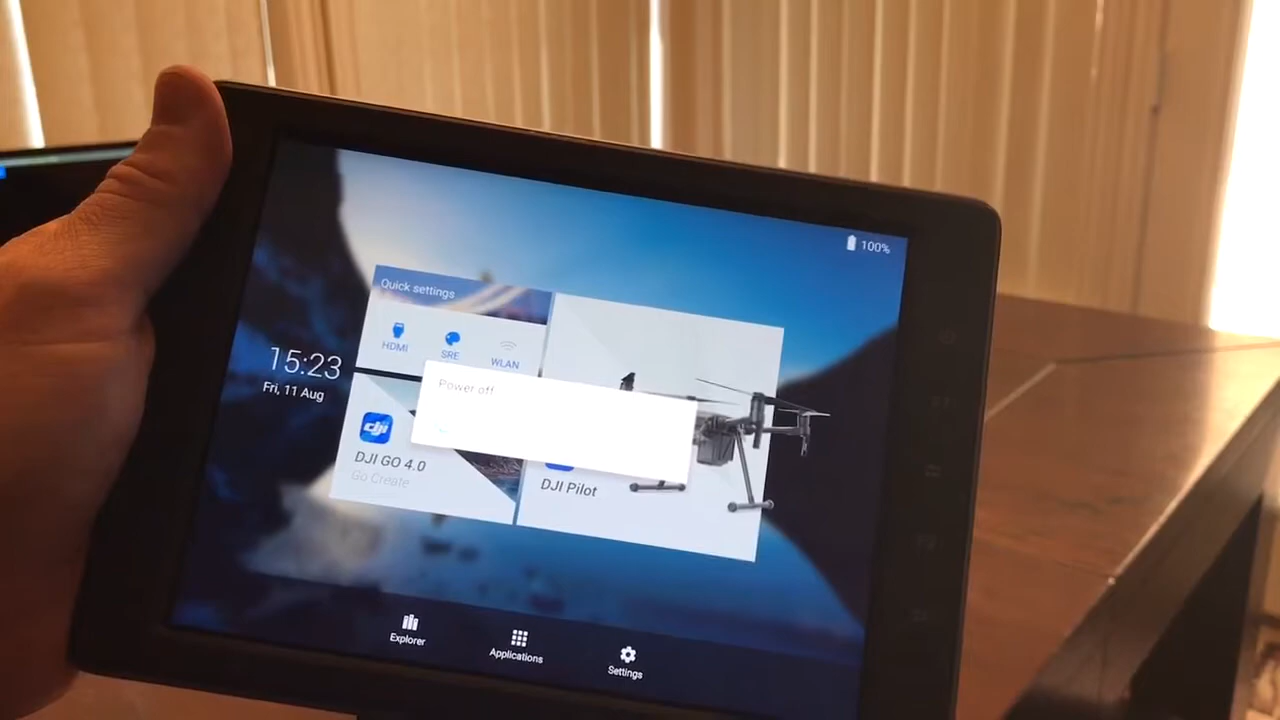 100%
Quick settings
HDMI
SRE
WLAN
15:23
Fri, 11 Aug
Power off
dji
DJI GO 4.0
Go Create
DJI Pilot
Explorer
Applications
Settings